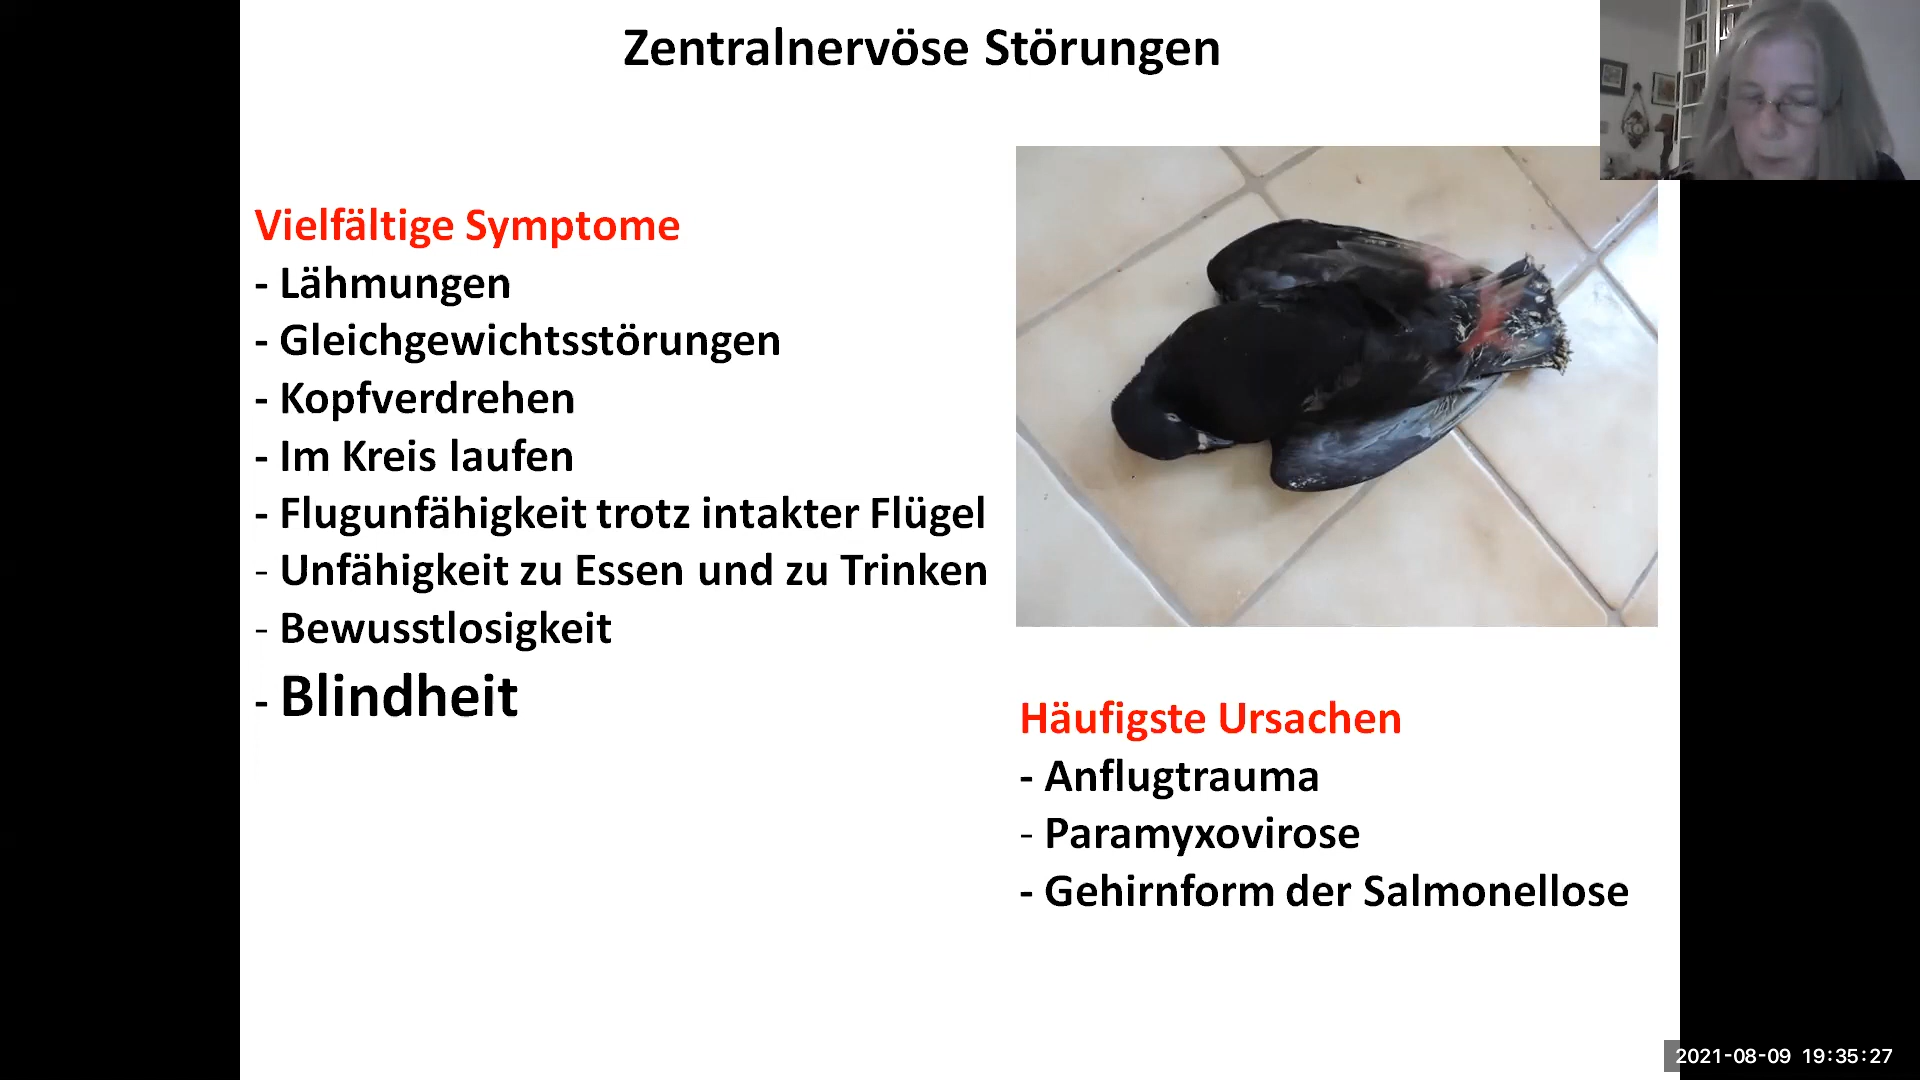 Zentralnervöse Störungen
Vielfältige Symptome
- Lähmungen
- Gleichgewichtsstörungen
- Kopfverdrehen
- Im Kreis laufen
- Flugunfähigkeit trotz intakter Flügel
- Unfähigkeit zu Essen und zu Trinken
- Bewusstlosigkeit
- Blindheit
Häufigste Ursachen
- Anflugtrauma
- Paramyxovirose
- Gehirnform der Salmonellose
2021-08-09 19:35:27